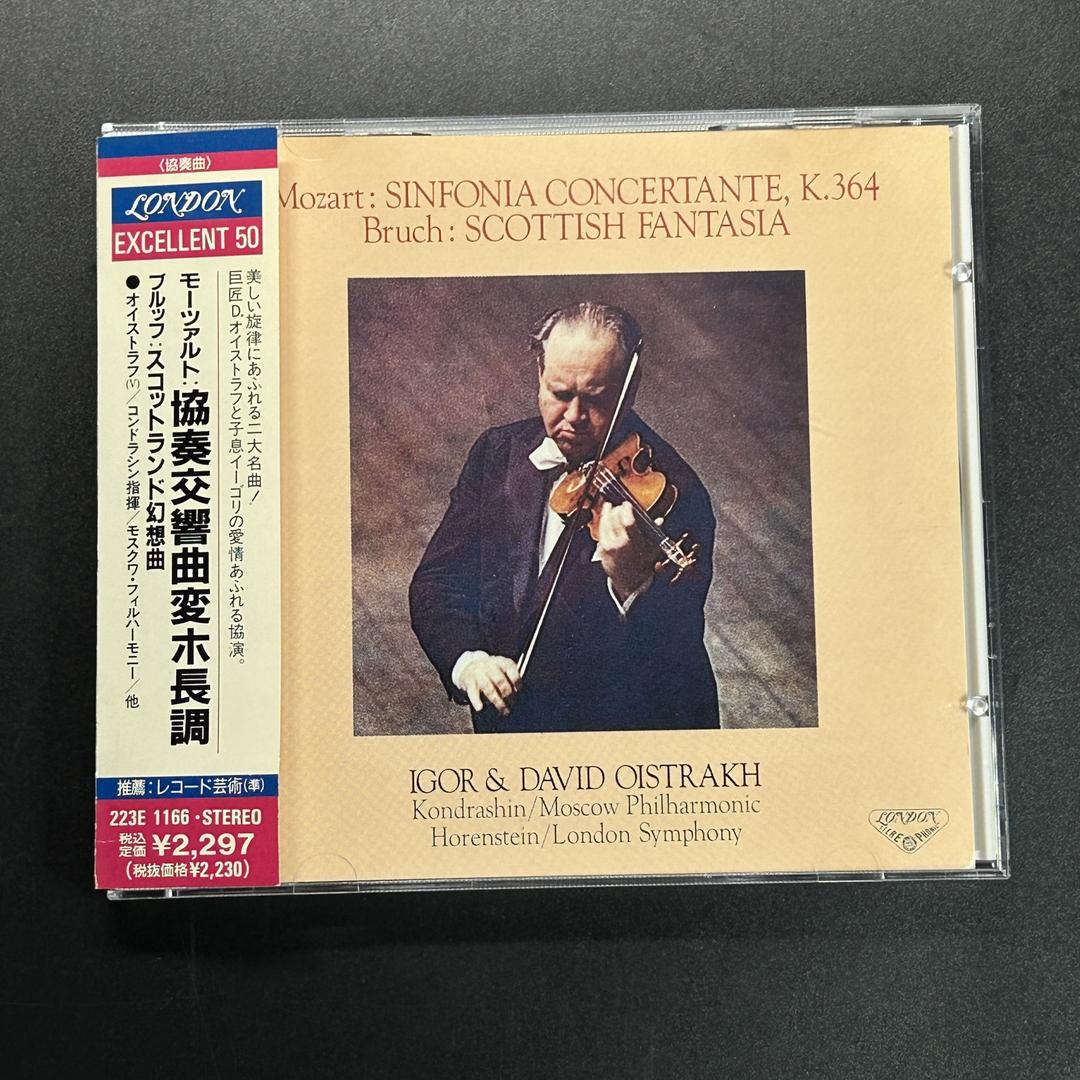 〈協奏曲〉
LONDON
EXCELLENT 50
美しい旋律にあふれる二大名曲!
巨匠D.オイストラフと子息イーゴリの愛情あふれる協演。
モーツァルト:協奏交響曲変ホ長調
ブルッフ:スコットランド幻想曲
●オイストラフ(V)/コンドラシン指揮/モスクワ・フィルハーモニー/他
推薦:レコード芸術(準)
223E 1166・STEREO
税込定価 ¥2,297
(税抜価格¥2,230)
Mozart: SINFONIA CONCERTANTE, K.364
Bruch: SCOTTISH FANTASIA
IGOR & DAVID OISTRAKH
Kondrashin/Moscow Philharmonic
Horenstein/London Symphony
LONDON
STEREOPHONIC